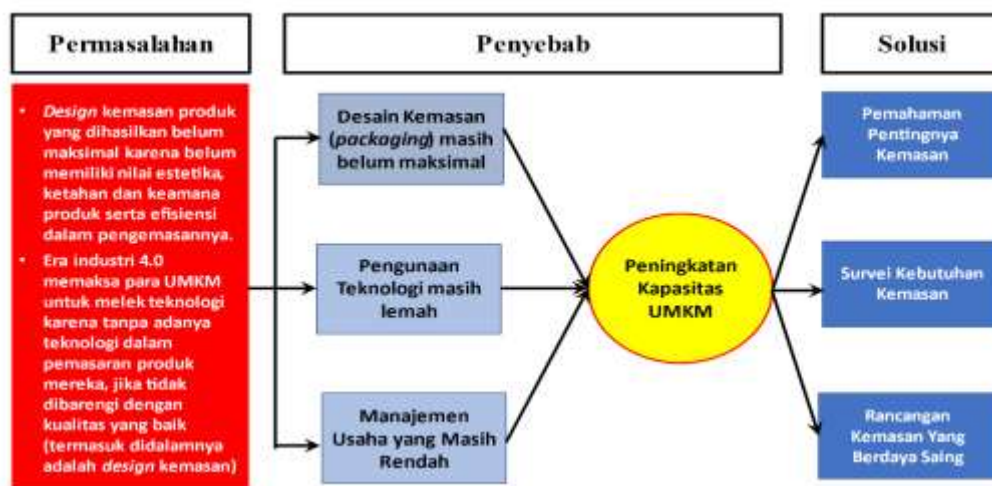 Permasalahan
Penyebab
Solusi
• Design kemasan produk
yang dihasilkan belum
maksimal karena belum
memiliki nilai estetika,
ketahan dan keamana
produk serta efisiensi
dalam pengemasannya.
• Era industri 4.0
memaksa para UMKM
untuk melek teknologi
karena tanpa adanya
teknologi dalam
pemasaran produk
mereka, jika tidak
dibarengi dengan
kualitas yang baik
(termasuk didalamnya
adalah design kemasan)
Desain Kemasan
(packaging) masih
belum maksimal
Pengunaan
Teknologi masih
lemah
Manajemen
Usaha yang Masih
Rendah
Peningkatan
Kapasitas
UMKM
Pemahaman
Pentingnya
Kemasan
Survei Kebutuhan
Kemasan
Rancangan
Kemasan Yang
Berdaya Saing